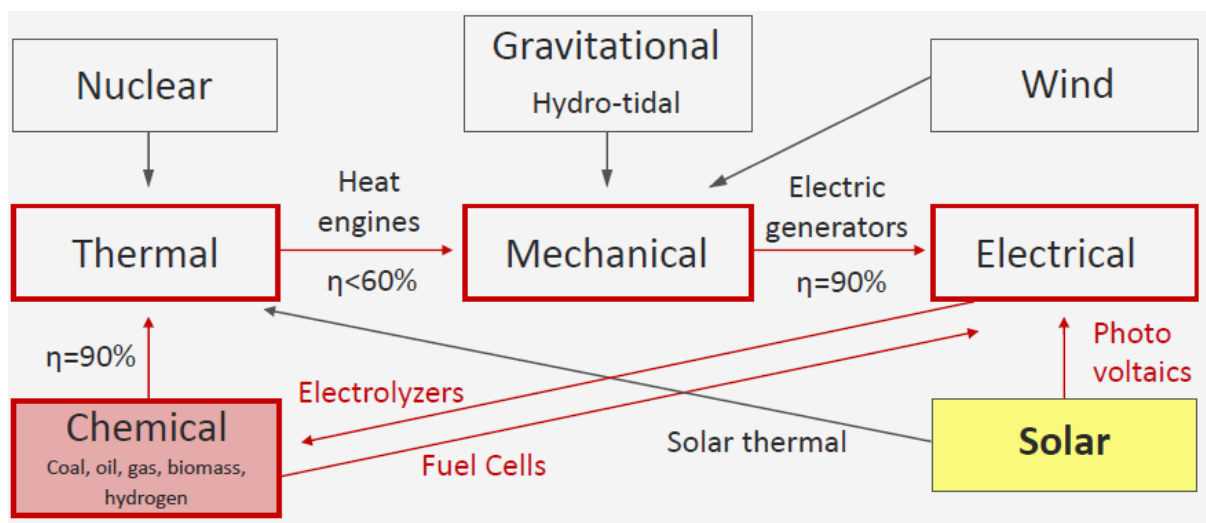 Nuclear
Gravitational
Hydro-tidal
Wind
Thermal
Heat
engines
η<60%
Mechanical
Electric
generators
η=90%
Electrical
η=90%
Electrolyzers
Photo
voltaics
Chemical
Coal, oil, gas, biomass,
hydrogen
Fuel Cells
Solar thermal
Solar